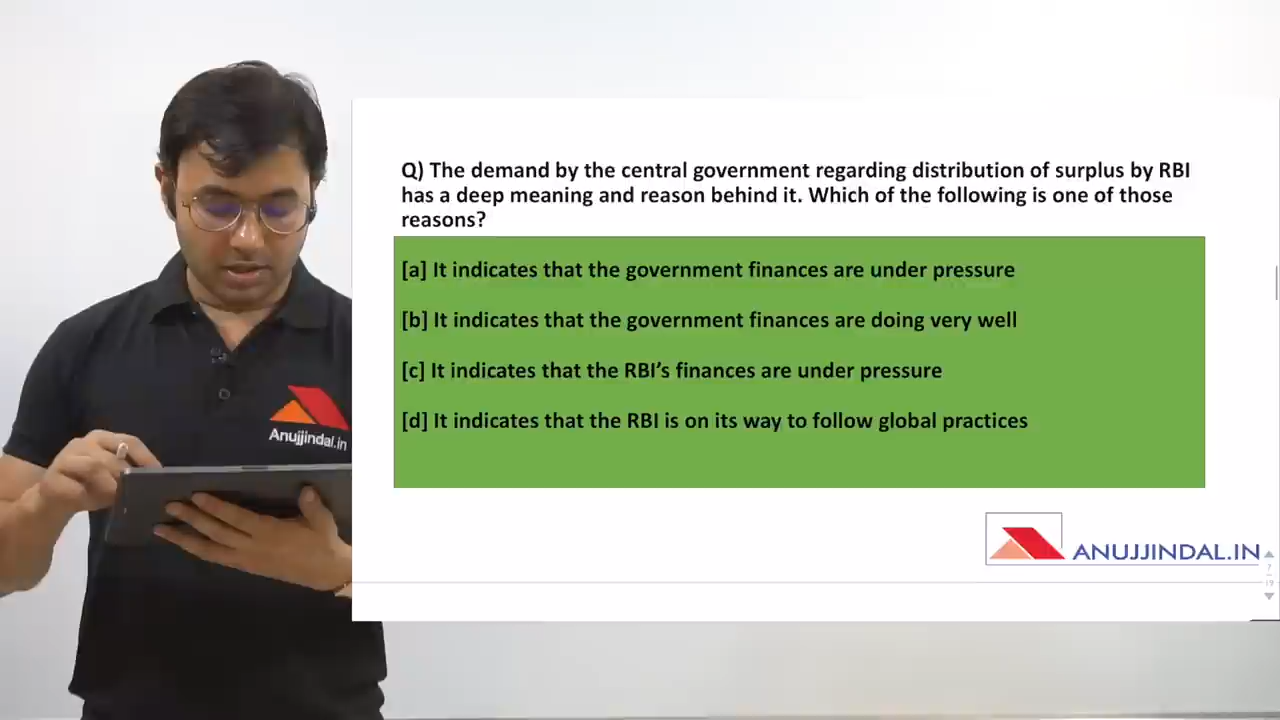 Q) The demand by the central government regarding distribution of surplus by RBI
has a deep meaning and reason behind it. Which of the following is one of those
reasons?
[a] It indicates that the government finances are under pressure
[b] It indicates that the government finances are doing very well
[c] It indicates that the RBI’s finances are under pressure
[d] It indicates that the RBI is on its way to follow global practices
Anujjindal.in
ANUJJINDAL.IN
19